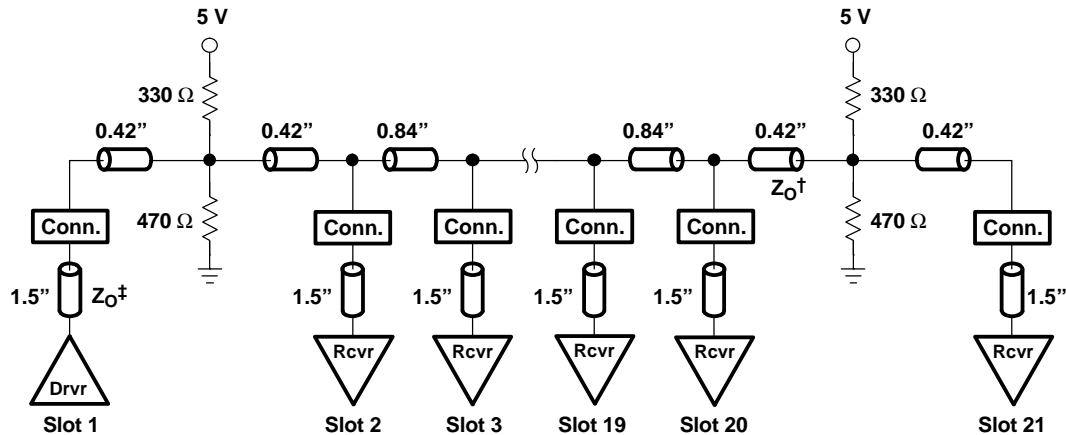 5 V 5 V
330 Ω 330 Ω
0.42” 0.42” 0.84” 0.84” 0.42” 0.42”
ZO†
470 Ω 470 Ω
Conn. Conn. Conn. Conn. Conn. Conn.
1.5” ZO‡ 1.5” 1.5” 1.5” 1.5” 1.5”
Drvr Rcvr Rcvr Rcvr Rcvr Rcvr
Slot 1 Slot 2 Slot 3 Slot 19 Slot 20 Slot 21